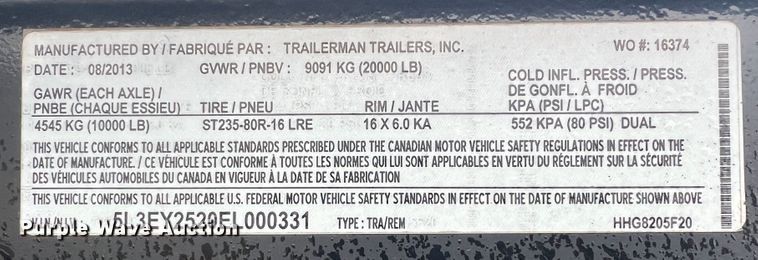 MANUFACTURED BY / FABRIQUÉ PAR : TRAILERMAN TRAILERS, INC. WO #: 16374
DATE : 08/2013 GVWR / PNBV : 9091 KG (20000 LB)
GAWR (EACH AXLE) / PNBE (CHAQUE ESSIEU) TIRE / PNEU RIM / JANTE COLD INFL. PRESS. / PRESS. DE GONFL. À FROID KPA (PSI / LPC)
4545 KG (10000 LB) ST235-80R-16 LRE 16 X 6.0 KA 552 KPA (80 PSI) DUAL
THIS VEHICLE CONFORMS TO ALL APPLICABLE STANDARDS PRESCRIBED UNDER THE CANADIAN MOTOR VEHICLE SAFETY REGULATIONS IN EFFECT ON THE
DATE OF MANUFACTURE. / CE VÉHICULE EST CONFORME À TOUTES LES NORMES QUI LUI SONT APPLICABLES EN VERTU DU RÈGLEMENT SUR LA SÉCURITÉ
DES VÉHICULES AUTOMOBILES DU CANADA EN VIGUEUR À LA DATE DE SA FABRICATION
THIS VEHICLE CONFORMS TO ALL APPLICABLE U.S. FEDERAL MOTOR VEHICLE SAFETY STANDARDS IN EFFECT ON THE DATE OF MANUFACTURE SHOWN ABOVE
5L3EX2529EL000331 TYPE : TRA/REM HHG8205F20
Purple Wave Auction